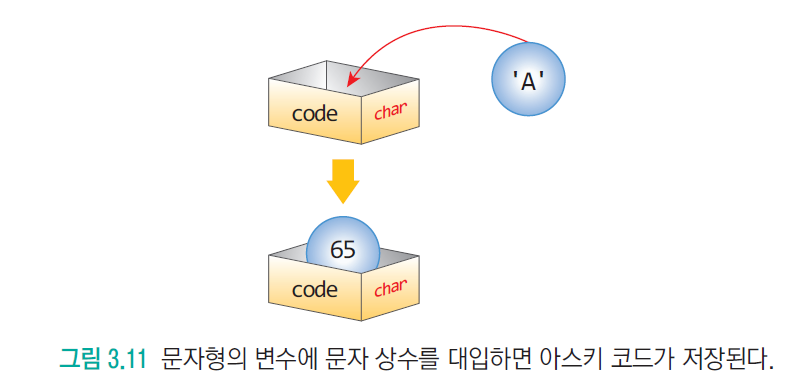 'A'
code char
65
code char
그림 3.11 문자형의 변수에 문자 상수를 대입하면 아스키 코드가 저장된다.